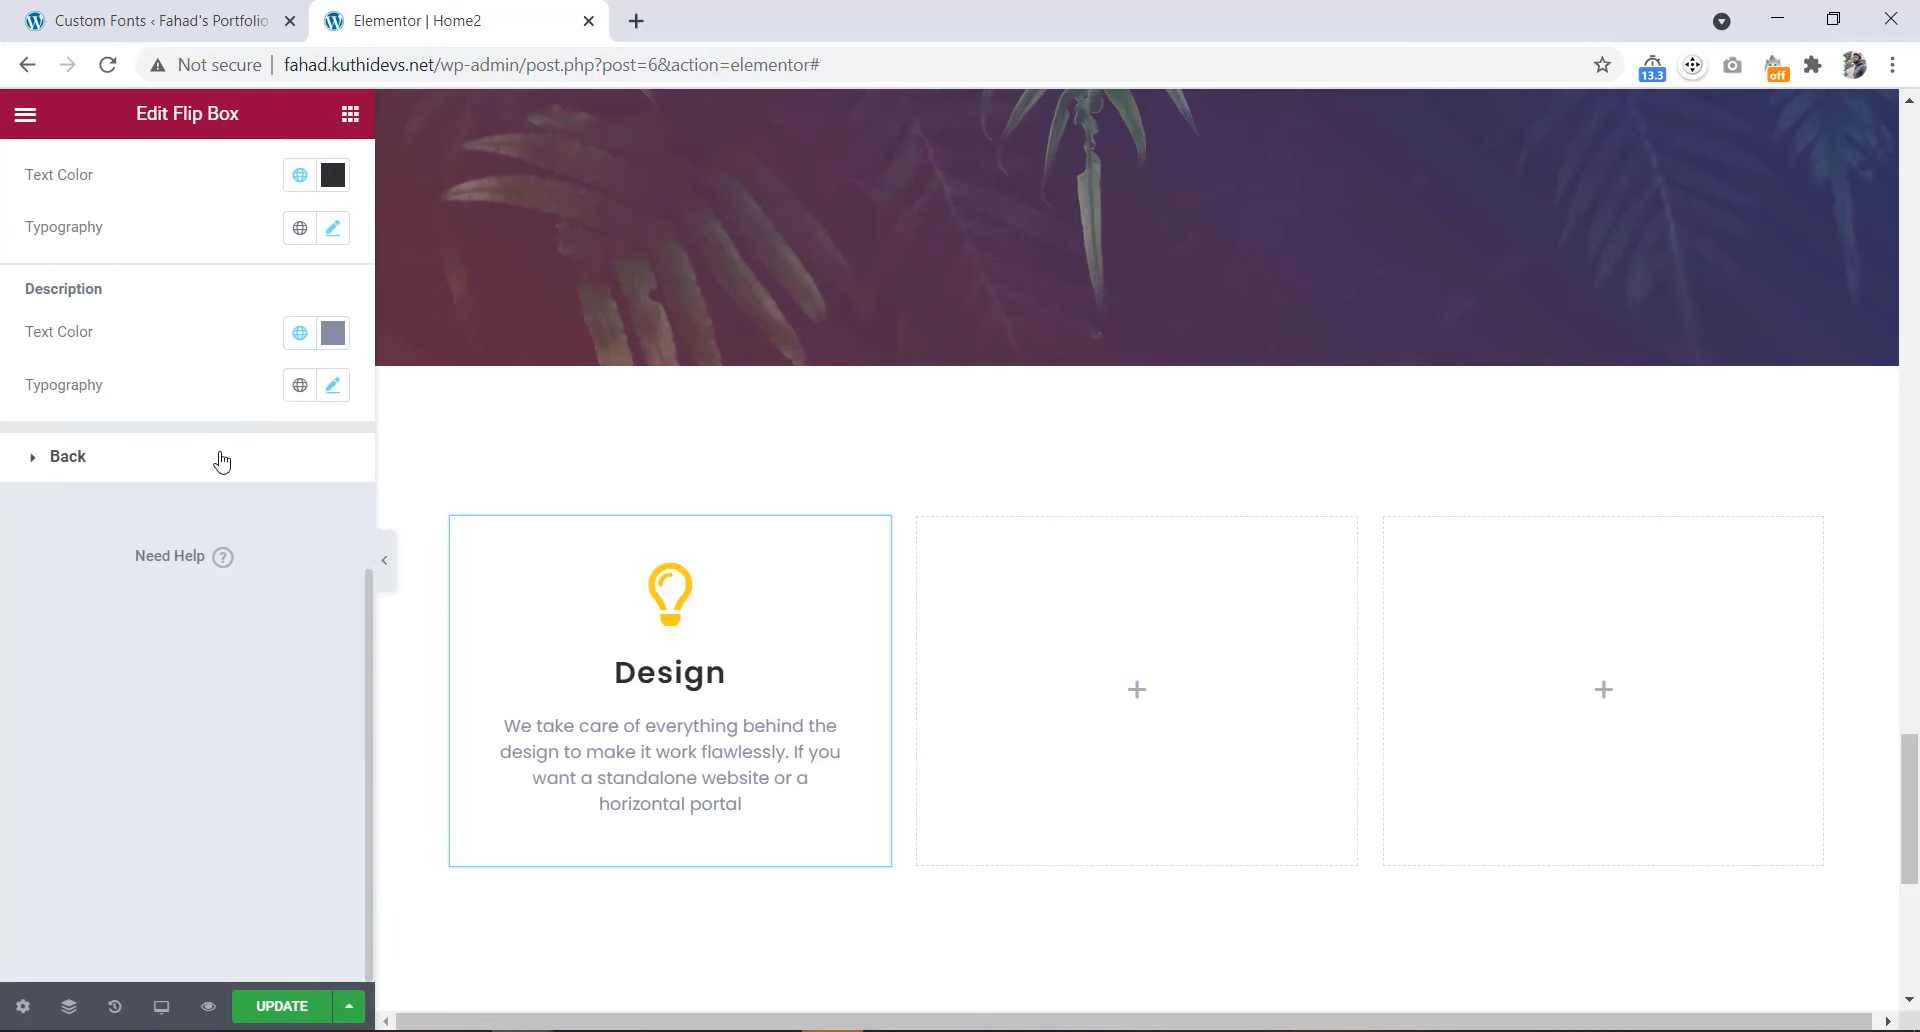 Custom Fonts ‹ Fahad's Portfolio
Elementor | Home2
Not secure | fahad.kuthidevs.net/wp-admin/post.php?post=6&action=elementor#
13.3
off
Edit Flip Box
Text Color
Typography
Description
Text Color
Typography
Back
Need Help ?
UPDATE
Design
We take care of everything behind the
design to make it work flawlessly. If you
want a standalone website or a
horizontal portal